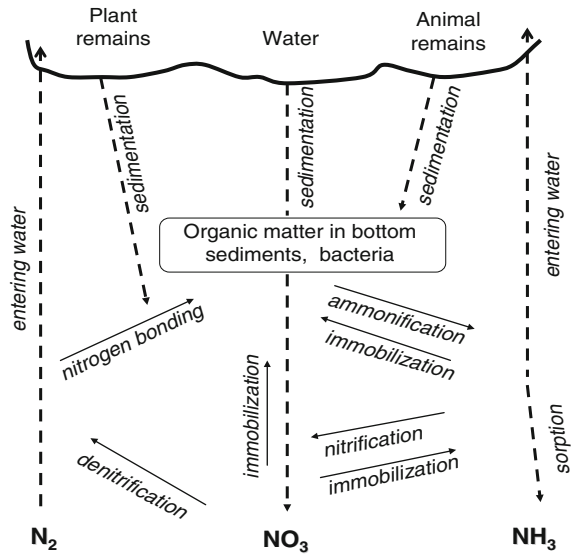 Plant
remains
Water
Animal
remains
sedimentation
sedimentation
sedimentation
entering water
entering water
Organic matter in bottom
sediments, bacteria
nitrogen bonding
ammonification
immobilization
immobilization
nitrification
immobilization
denitrification
sorption
N₂
NO₃
NH₃